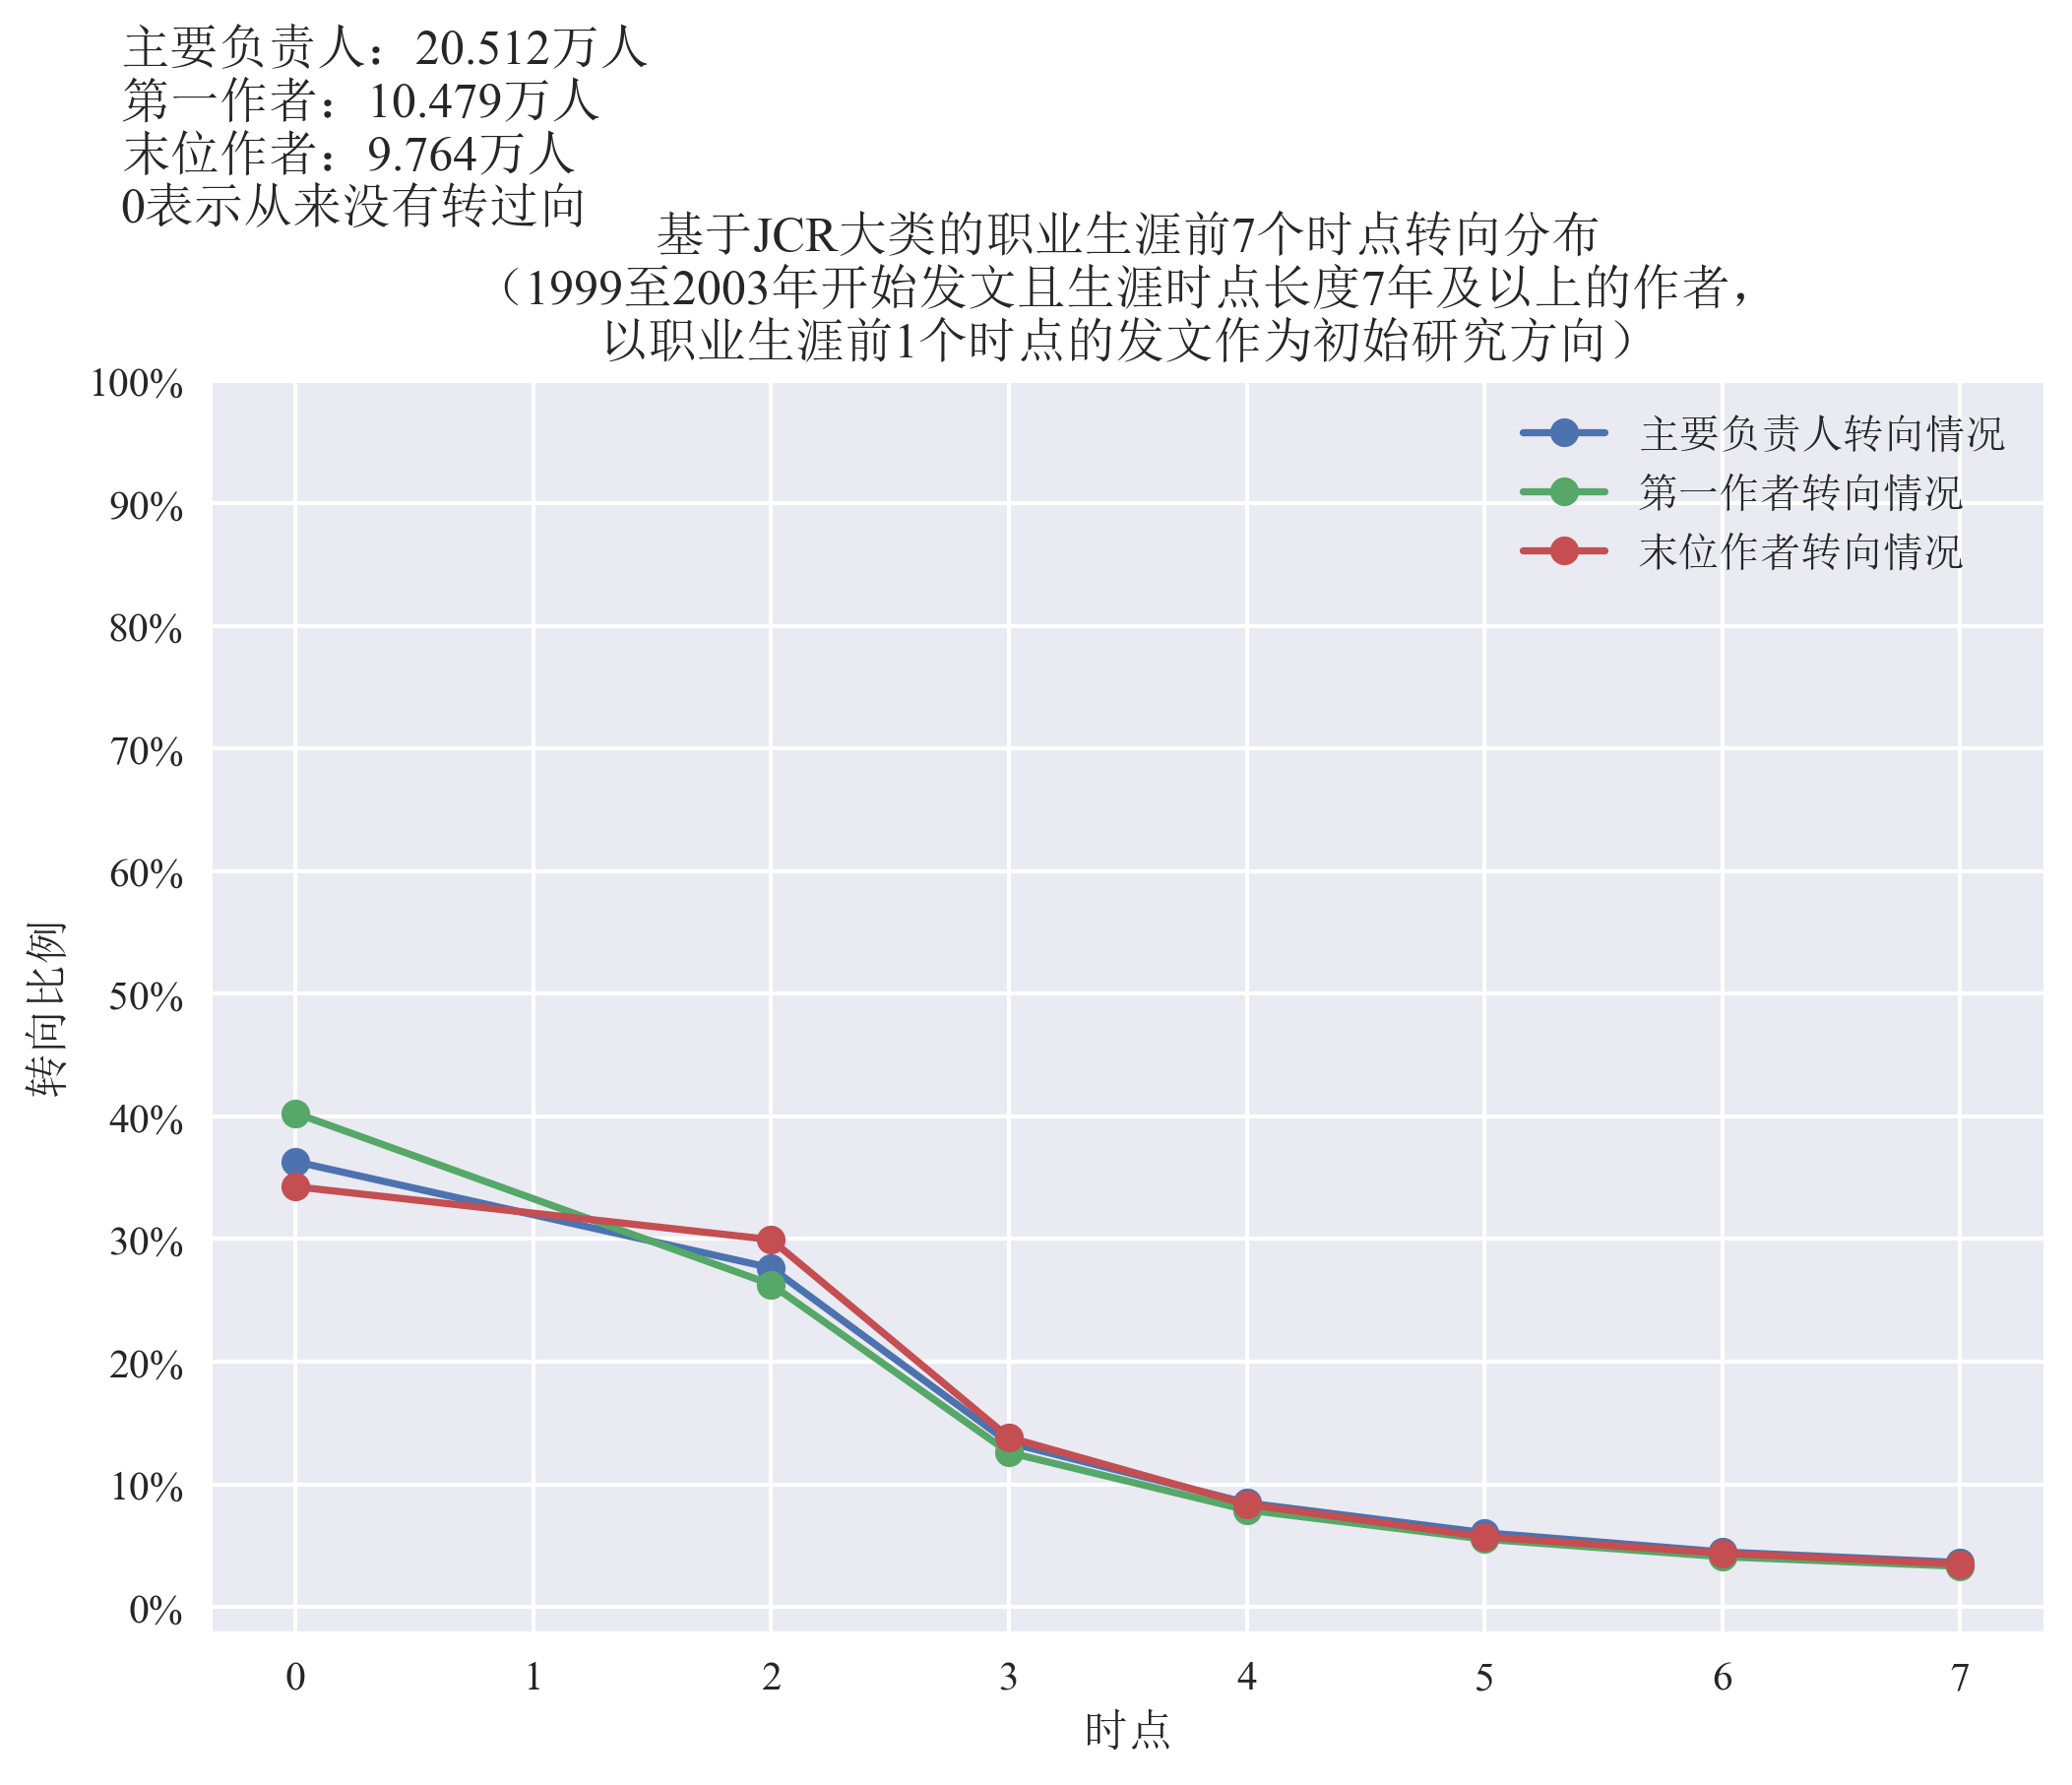 主要负责人：20.512万人
第一作者：10.479万人
末位作者：9.764万人
0表示从来没有转过向
基于JCR大类的职业生涯前7个时点转向分布
（1999至2003年开始发文且生涯时点长度7年及以上的作者，
以职业生涯前1个时点的发文作为初始研究方向）
主要负责人转向情况
第一作者转向情况
末位作者转向情况
转向比例
100%
90%
80%
70%
60%
50%
40%
30%
20%
10%
0%
0 1 2 3 4 5 6 7
时点